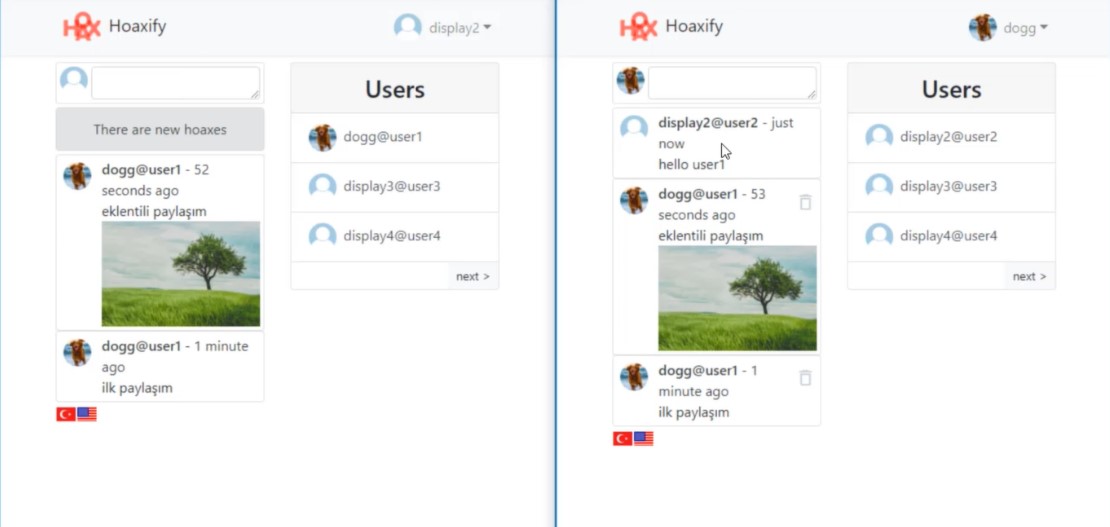 HOX Hoaxify
display2
There are new hoaxes
dogg@user1 - 52
seconds ago
eklentili paylaşım
dogg@user1 - 1 minute
ago
ilk paylaşım
Users
dogg@user1
display3@user3
display4@user4
next >
HOX Hoaxify
dogg
display2@user2 - just
now
hello user1
dogg@user1 - 53
seconds ago
eklentili paylaşım
dogg@user1 - 1
minute ago
ilk paylaşım
Users
display2@user2
display3@user3
display4@user4
next >